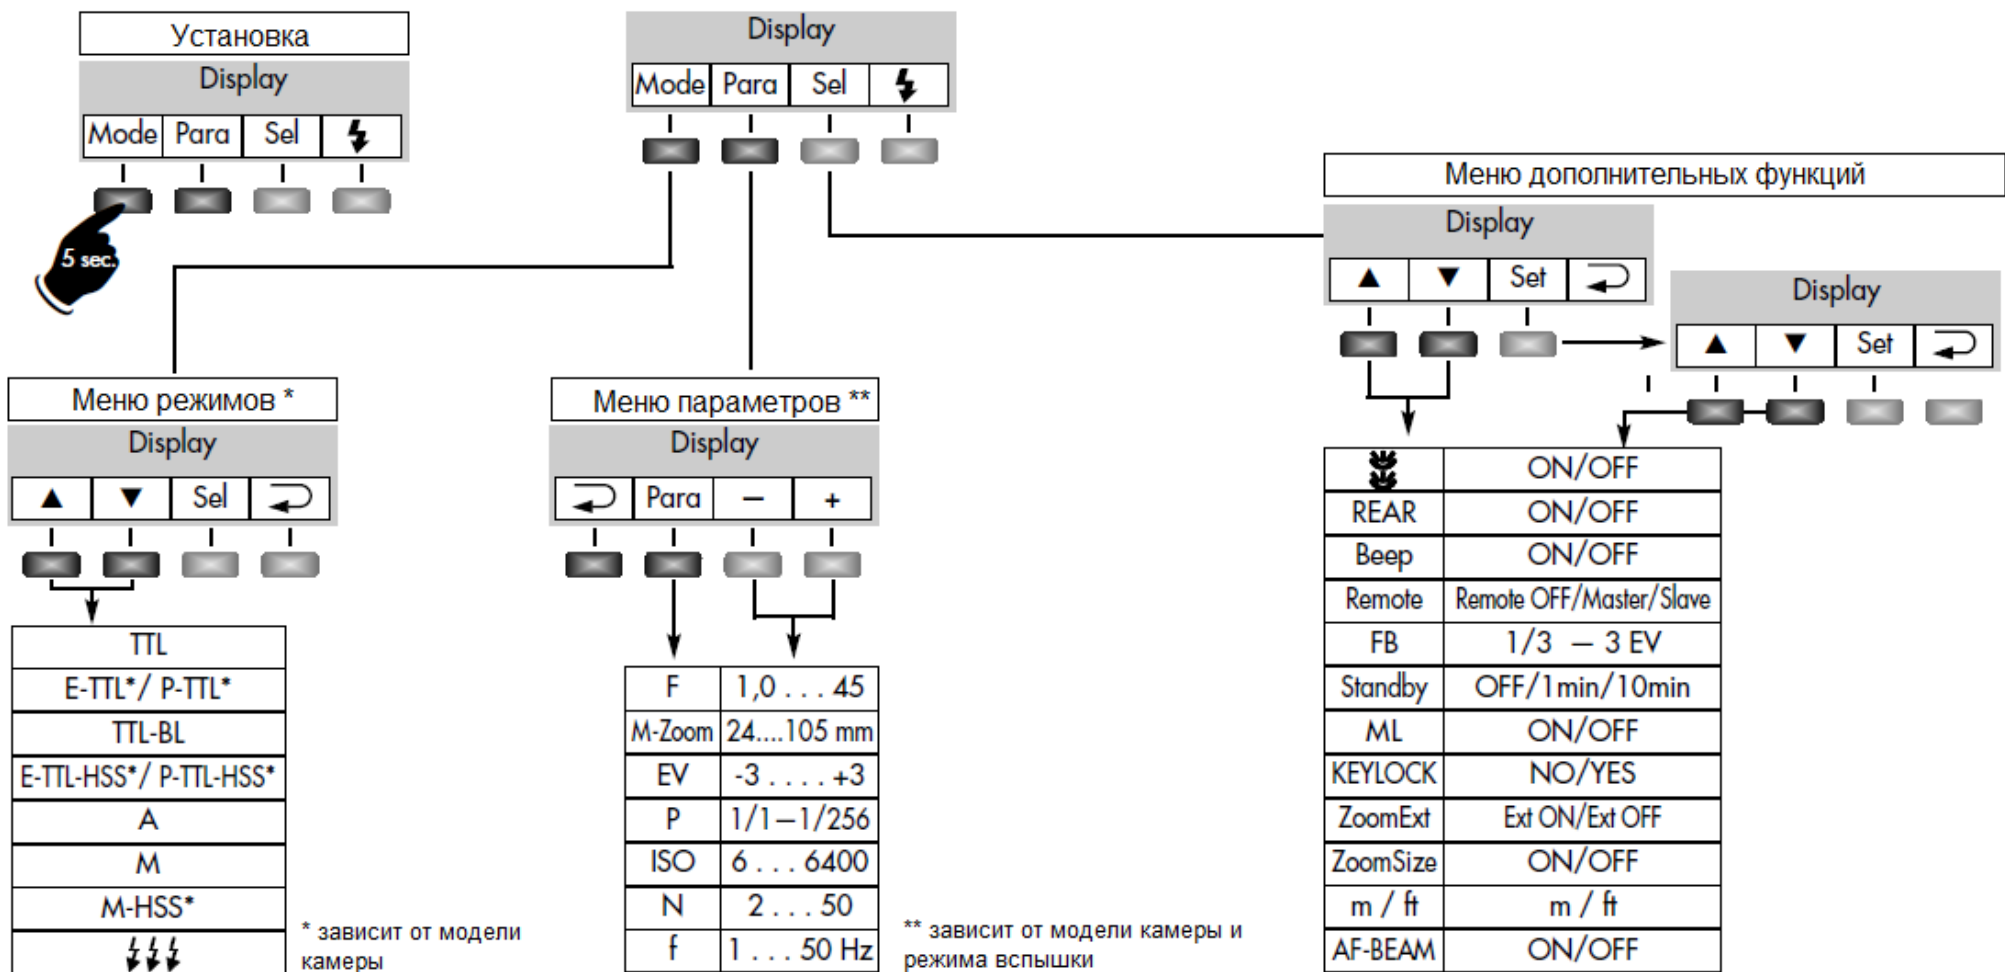 Установка
Display
Mode Para Sel
5 sec.
Display
Mode Para Sel
Меню режимов *
Display
▲ ▼ Sel
TTL
E-TTL*/ P-TTL*
TTL-BL
E-TTL-HSS*/ P-TTL-HSS*
A
M
M-HSS*
* зависит от модели
камеры
Меню параметров **
Display
Para − +
F 1,0 . . . 45
M-Zoom 24....105 mm
EV -3 . . . . +3
P 1/1−1/256
ISO 6 . . . 6400
N 2 . . . 50
f 1 . . . 50 Hz
** зависит от модели камеры и
режима вспышки
Меню дополнительных функций
Display
▲ ▼ Set
Display
▲ ▼ Set
ON/OFF
REAR ON/OFF
Beep ON/OFF
Remote Remote OFF/Master/Slave
FB 1/3 − 3 EV
Standby OFF/1min/10min
ML ON/OFF
KEYLOCK NO/YES
ZoomExt Ext ON/Ext OFF
ZoomSize ON/OFF
m / ft m / ft
AF-BEAM ON/OFF